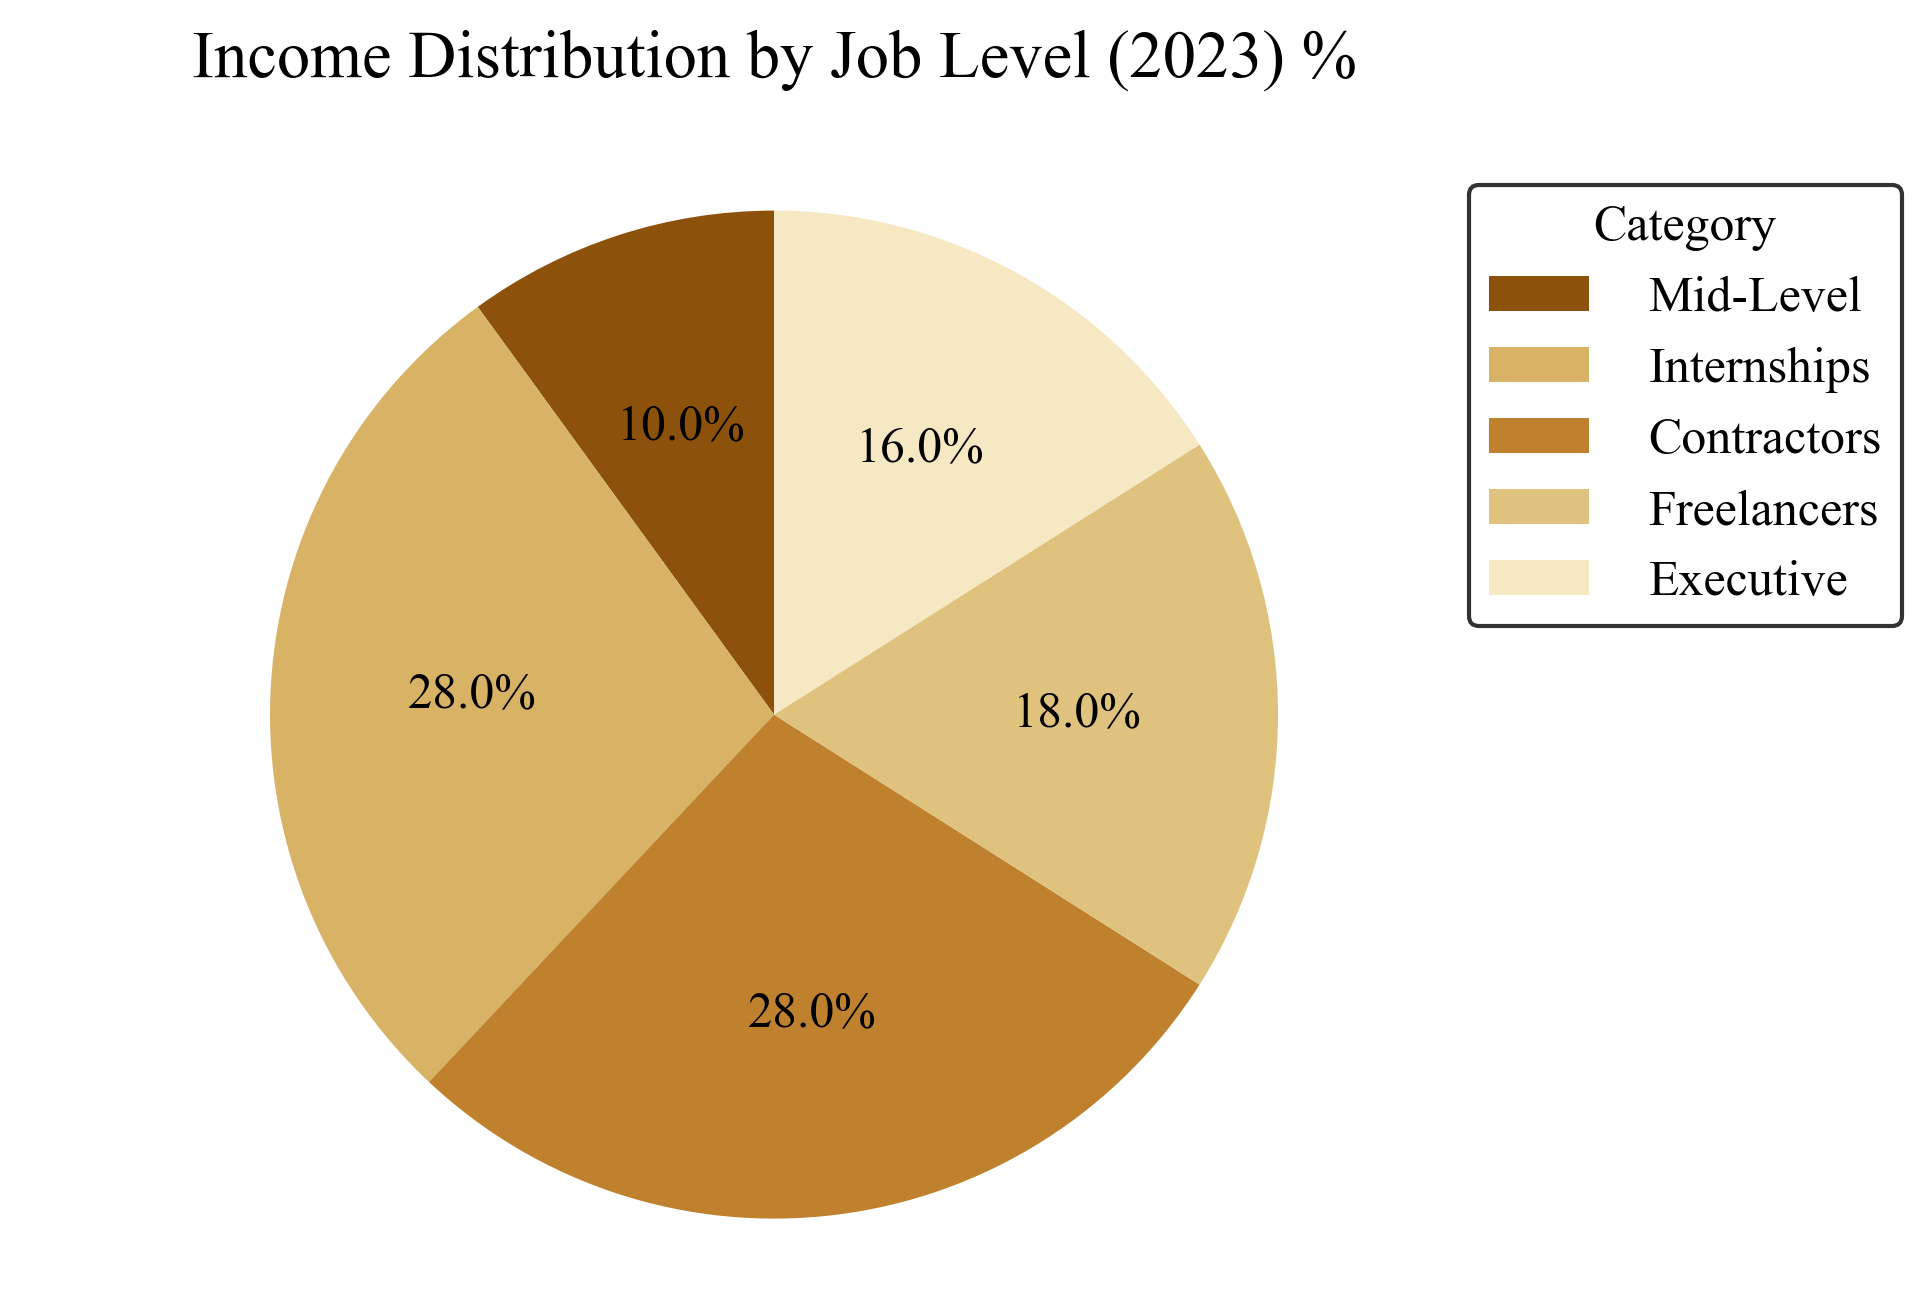 Income Distribution by Job Level (2023) %
Category
Mid-Level
Internships
Contractors
Freelancers
Executive
10.0%
16.0%
28.0%
18.0%
28.0%